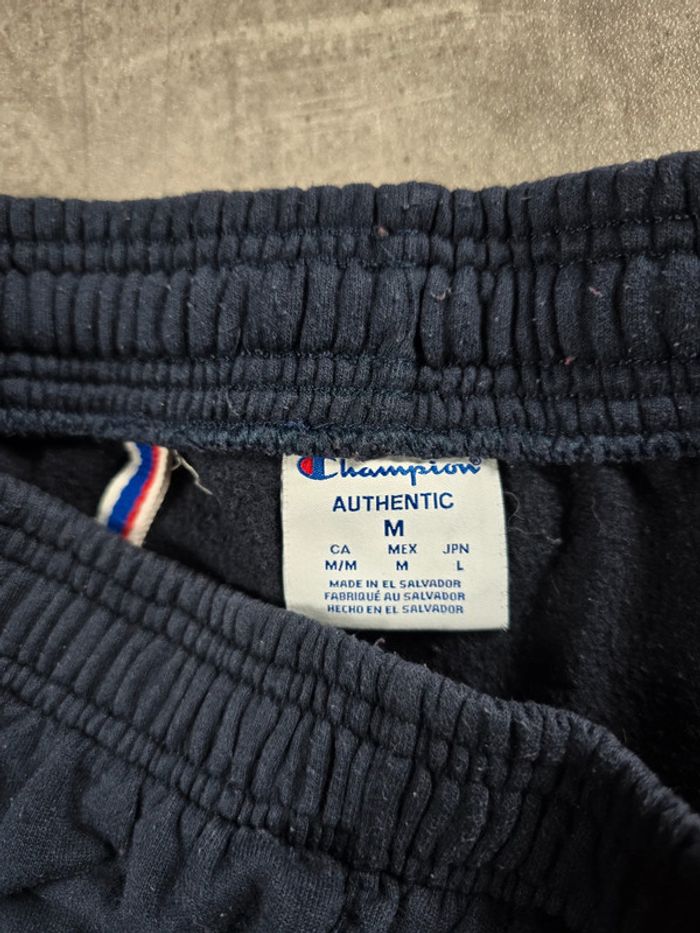 Champion
AUTHENTIC
M
CA MEX JPN
M/M M L
MADE IN EL SALVADOR
FABRIQUÉ AU SALVADOR
HECHO EN EL SALVADOR